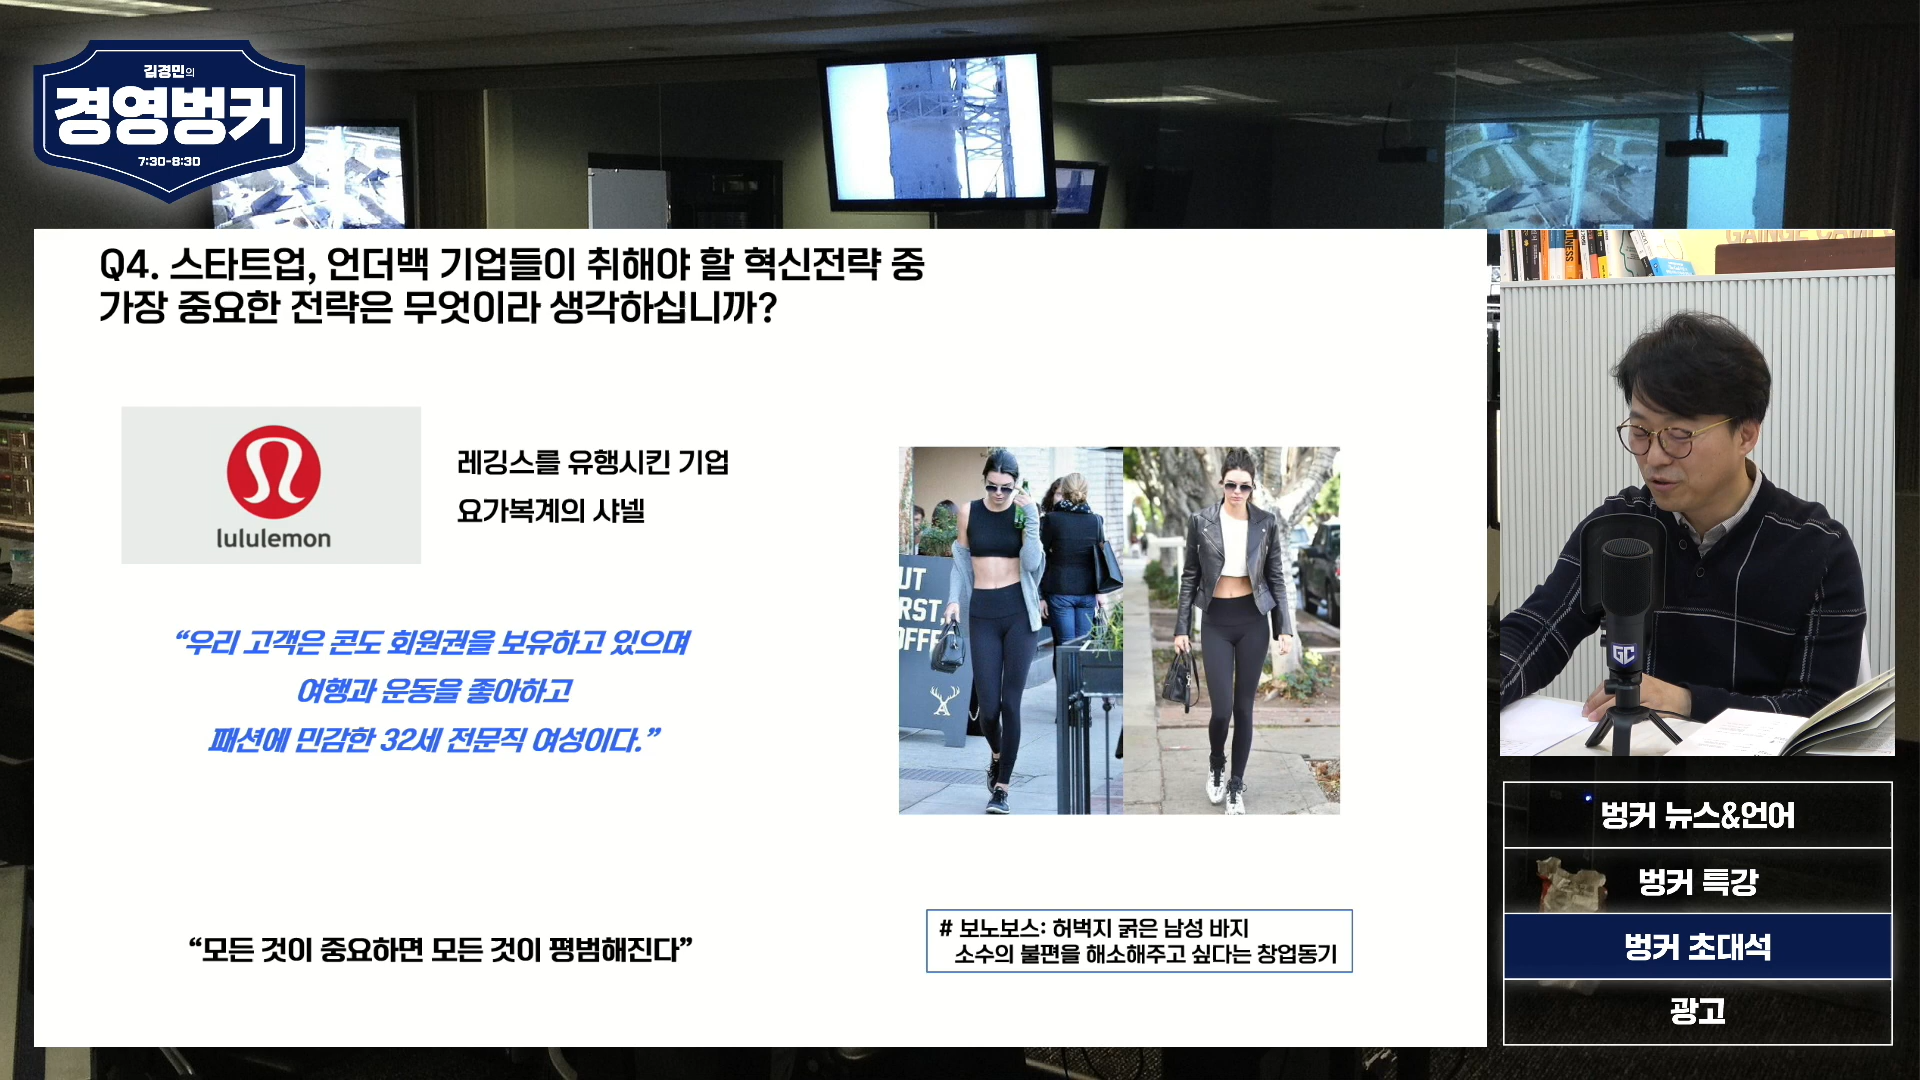 김경민의
경영벙커
7:30-8:30
Q4. 스타트업, 언더백 기업들이 취해야 할 혁신전략 중
가장 중요한 전략은 무엇이라 생각하십니까?
lululemon
레깅스를 유행시킨 기업
요가복계의 샤넬
“우리 고객은 콘도 회원권을 보유하고 있으며
여행과 운동을 좋아하고
패션에 민감한 32세 전문직 여성이다.”
“모든 것이 중요하면 모든 것이 평범해진다”
UT
RST,
OFFE
# 보노보스: 허벅지 굵은 남성 바지
소수의 불편을 해소해주고 싶다는 창업동기
GC
벙커 뉴스&언어
벙커 특강
벙커 초대석
광고